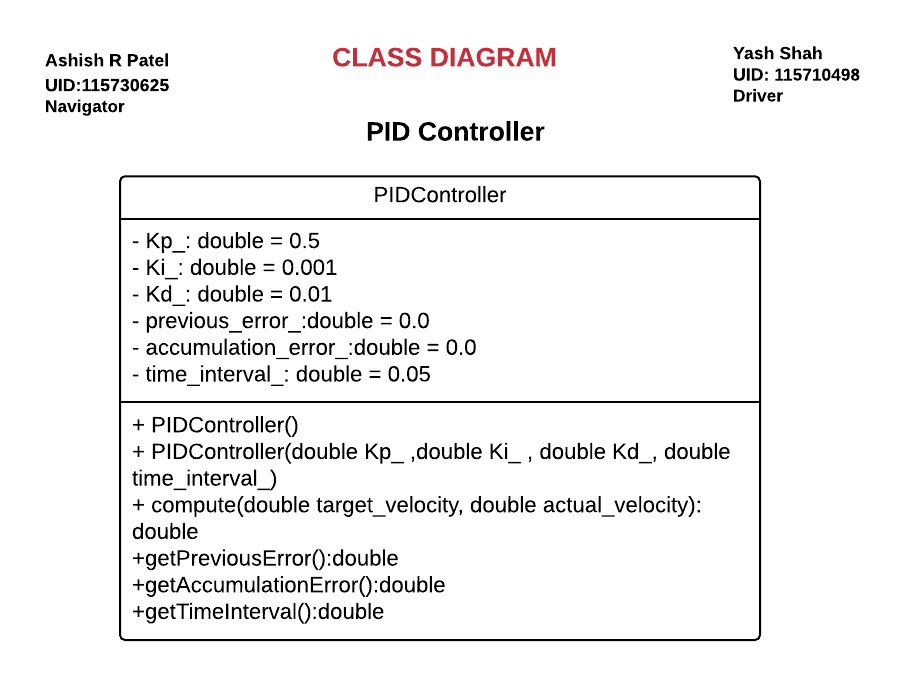 Ashish R Patel
UID:115730625
Navigator
CLASS DIAGRAM
Yash Shah
UID: 115710498
Driver
PID Controller
PIDController
- Kp_: double = 0.5
- Ki_: double = 0.001
- Kd_: double = 0.01
- previous_error_:double = 0.0
- accumulation_error_:double = 0.0
- time_interval_: double = 0.05
+ PIDController()
+ PIDController(double Kp_ ,double Ki_ , double Kd_, double
time_interval_)
+ compute(double target_velocity, double actual_velocity):
double
+getPreviousError():double
+getAccumulationError():double
+getTimeInterval():double